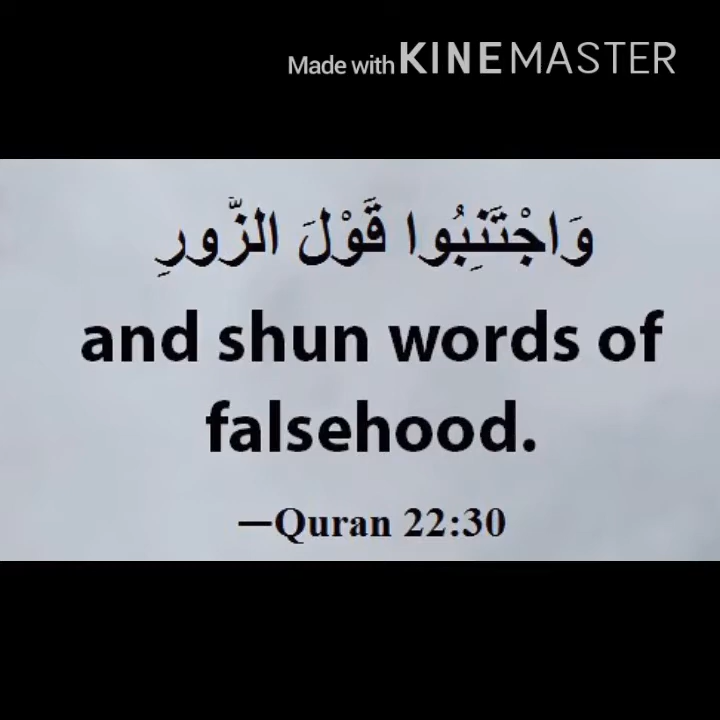 Made with KINEMASTER
وَاجْتَنِبُوا قَوْلَ الزُّورِ
and shun words of
falsehood.
—Quran 22:30